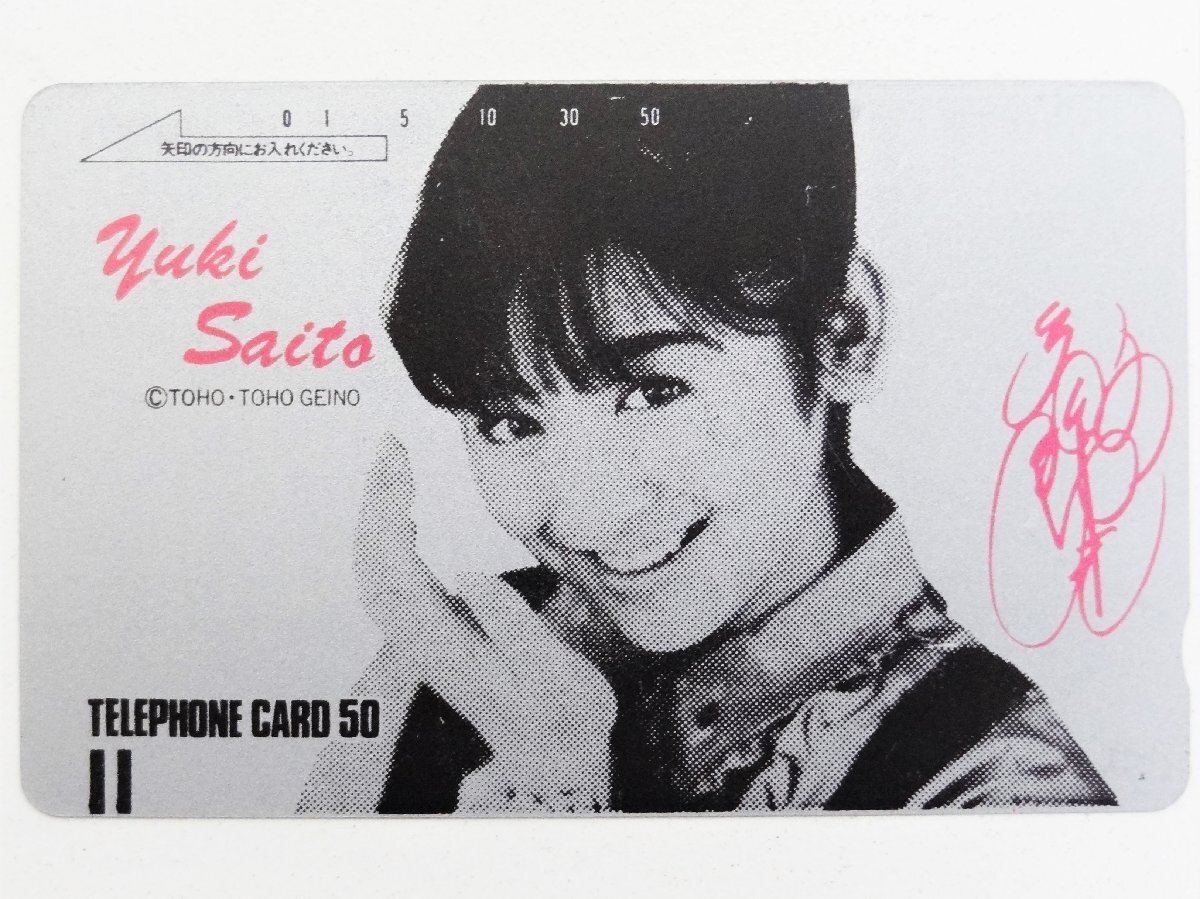 0 1 5 10 30 50
矢印の方向にお入れください。
Yuki
Saito
©TOHO・TOHO GEINO
TELEPHONE CARD 50